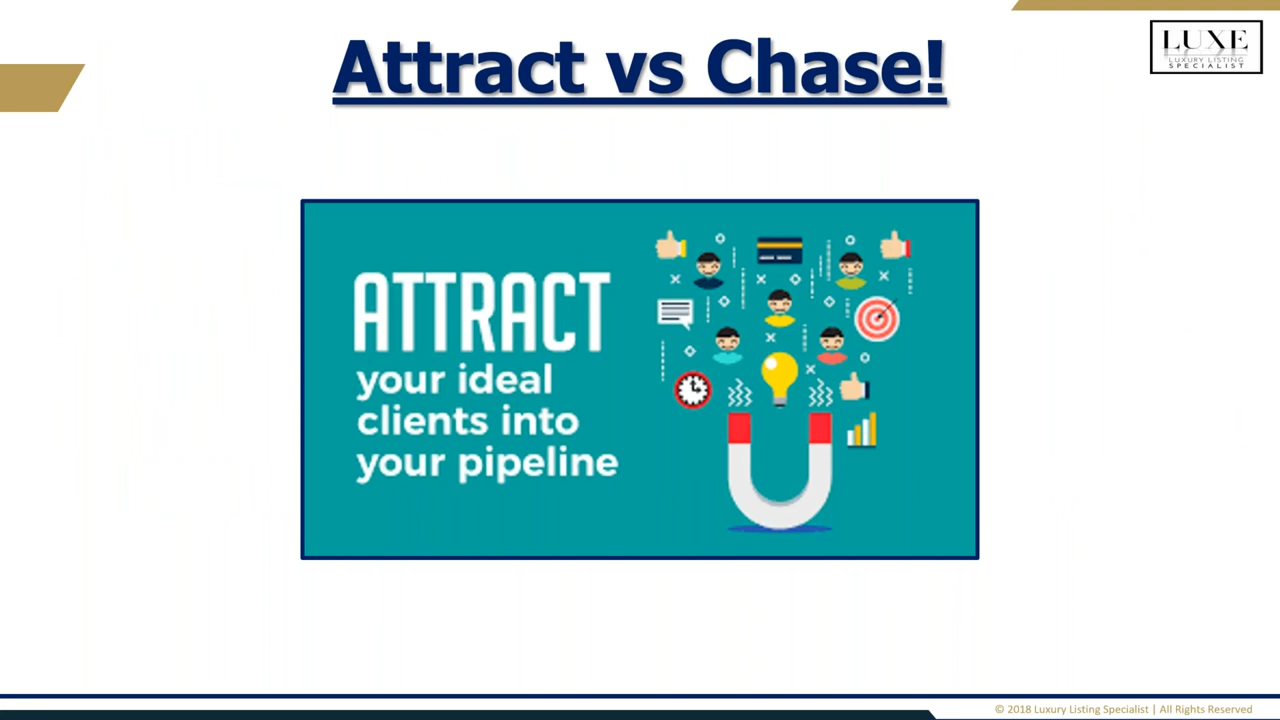 Attract vs Chase!
LUXE
LUXURY LISTING
SPECIALIST
ATTRACT
your ideal
clients into
your pipeline
© 2018 Luxury Listing Specialist | All Rights Reserved